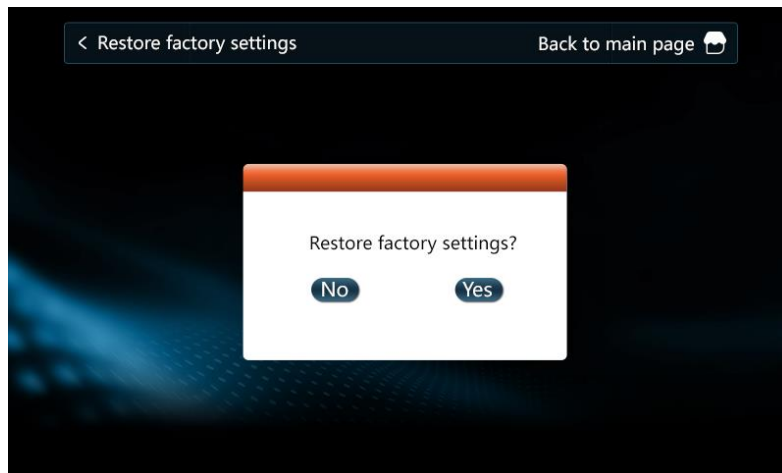 < Restore factory settings
Back to main page
Restore factory settings?
No
Yes